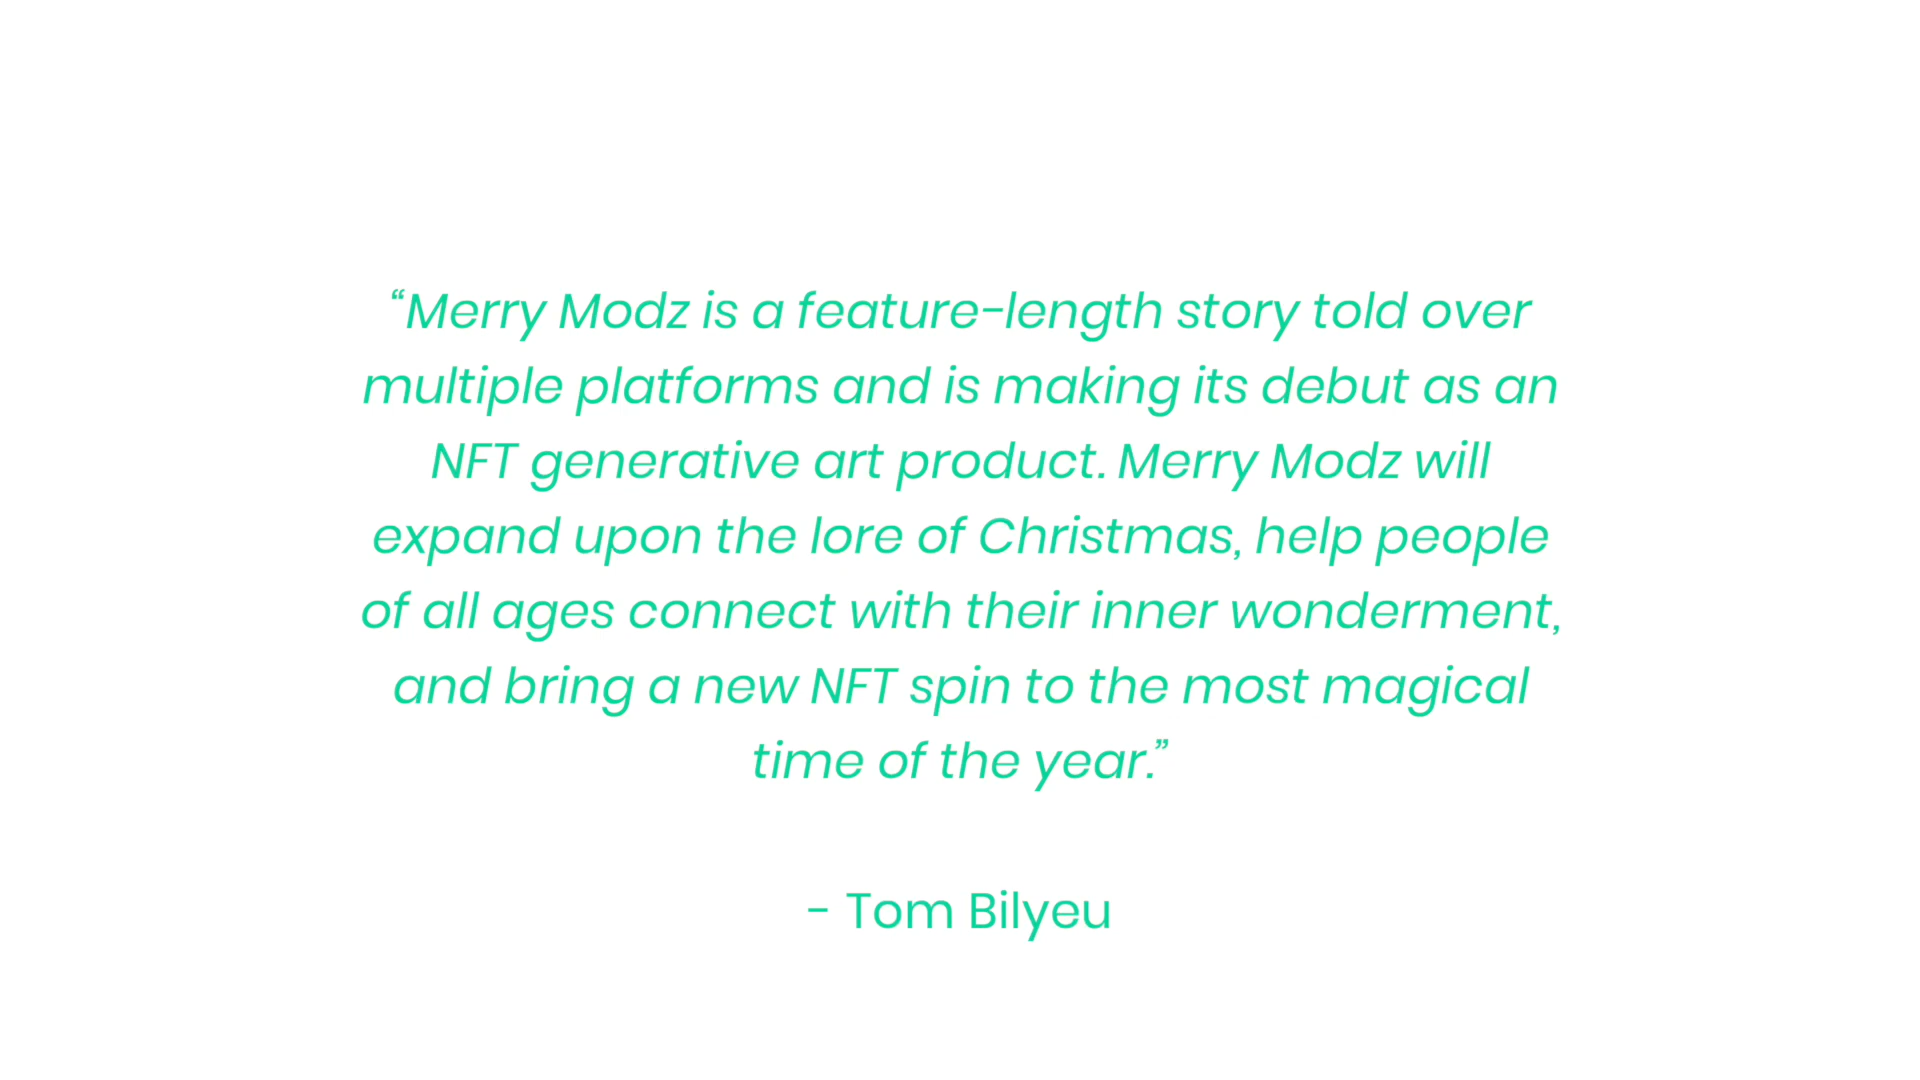 “Merry Modz is a feature-length story told over
multiple platforms and is making its debut as an
NFT generative art product. Merry Modz will
expand upon the lore of Christmas, help people
of all ages connect with their inner wonderment,
and bring a new NFT spin to the most magical
time of the year.”
- Tom Bilyeu